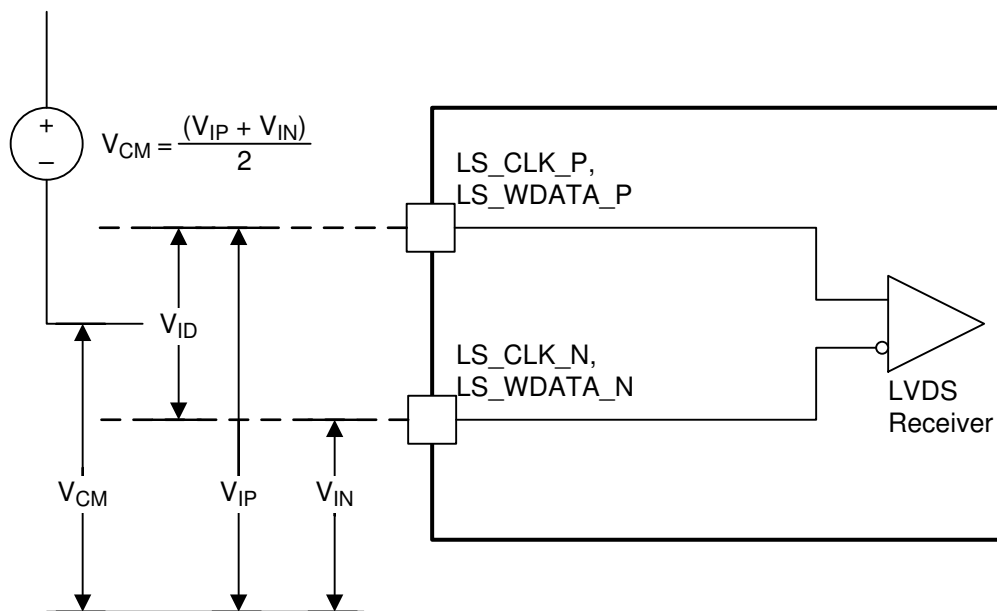 +
−
V_CM = (V_IP + V_IN) / 2
LS_CLK_P,
LS_WDATA_P
V_ID
LS_CLK_N,
LS_WDATA_N
LVDS
Receiver
V_CM
V_IP
V_IN